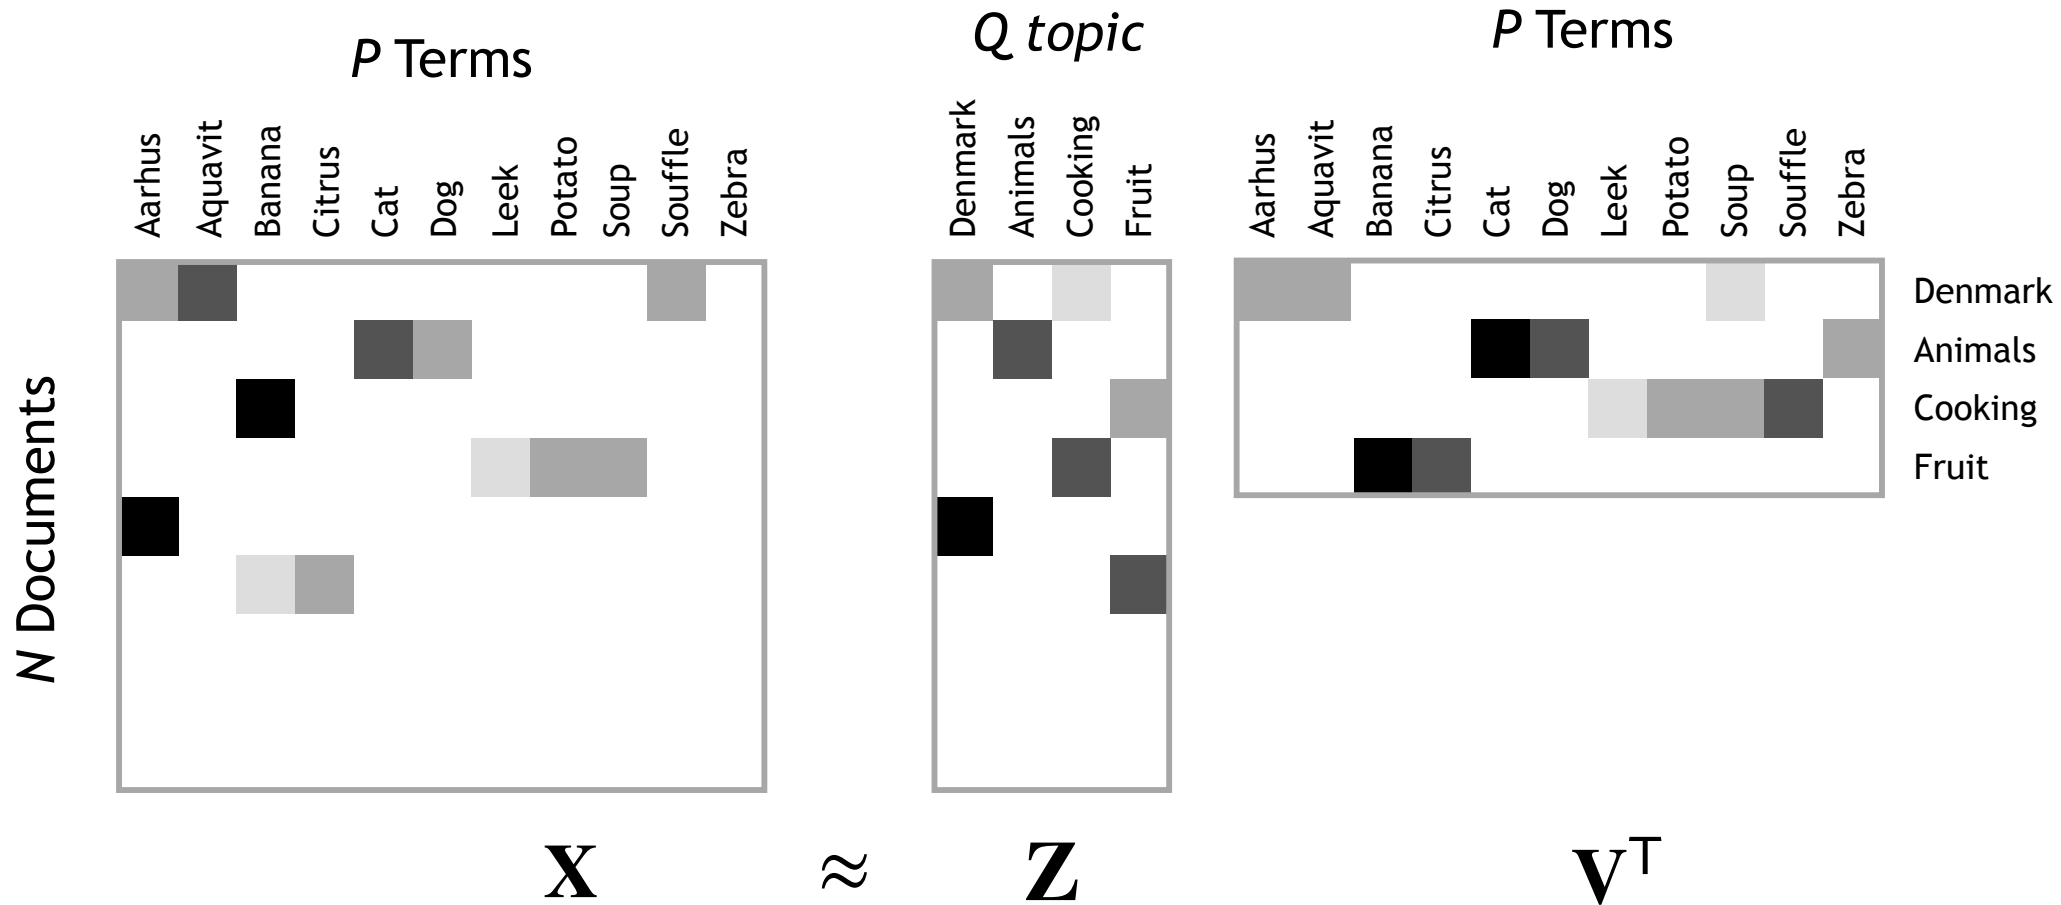 P Terms
Q topic
P Terms
Aarhus
Aquavit
Banana
Citrus
Cat
Dog
Leek
Potato
Soup
Souffle
Zebra
Denmark
Animals
Cooking
Fruit
Aarhus
Aquavit
Banana
Citrus
Cat
Dog
Leek
Potato
Soup
Souffle
Zebra
Denmark
Animals
Cooking
Fruit
N Documents
X ≈ Z V^T